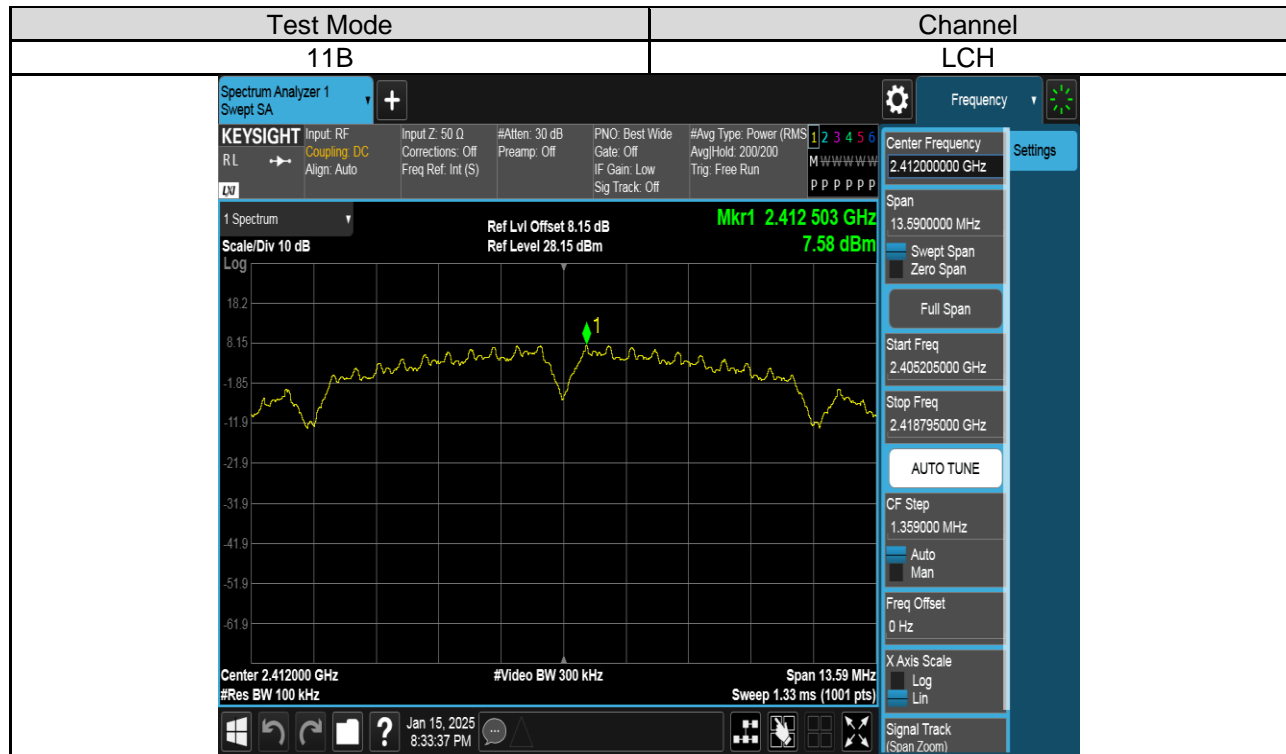 Test Mode Channel
11B LCH
Spectrum Analyzer 1
Swept SA
+
Frequency
KEYSIGHT
RL
LXI
Input: RF
Coupling: DC
Align: Auto
Input Z: 50 Ω
Corrections: Off
Freq Ref: Int (S)
#Atten: 30 dB
Preamp: Off
PNO: Best Wide
Gate: Off
IF Gain: Low
Sig Track: Off
#Avg Type: Power (RMS
Avg|Hold: 200/200
Trig: Free Run
1 2 3 4 5 6
M W W W W W
P P P P P P
1 Spectrum
Scale/Div 10 dB
Log
Ref Lvl Offset 8.15 dB
Ref Level 28.15 dBm
Mkr1 2.412 503 GHz
7.58 dBm
18.2
8.15
-1.85
-11.9
-21.9
-31.9
-41.9
-51.9
-61.9
1
Center 2.412000 GHz
#Res BW 100 kHz
#Video BW 300 kHz
Span 13.59 MHz
Sweep 1.33 ms (1001 pts)
Center Frequency
2.412000000 GHz
Settings
Span
13.5900000 MHz
Swept Span
Zero Span
Full Span
Start Freq
2.405205000 GHz
Stop Freq
2.418795000 GHz
AUTO TUNE
CF Step
1.359000 MHz
Auto
Man
Freq Offset
0 Hz
X Axis Scale
Log
Lin
Signal Track
(Span Zoom)
?
Jan 15, 2025
8:33:37 PM